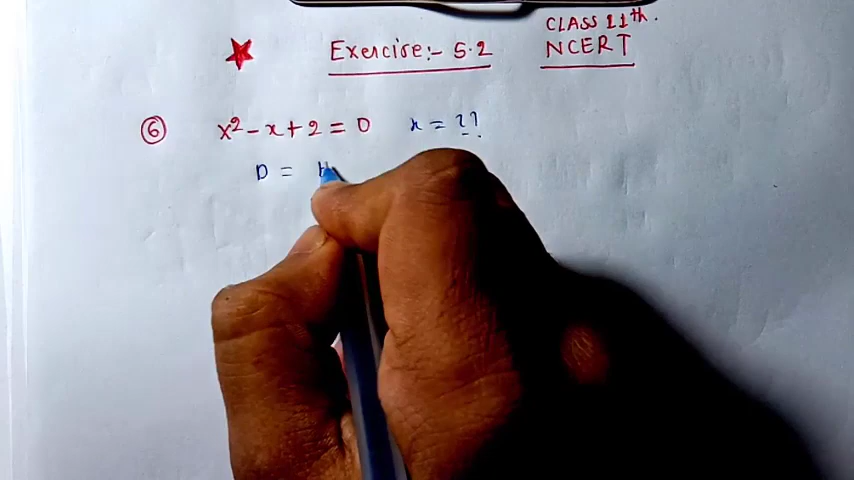 CLASS 11th.
Exercise:- 5.2 NCERT
⑥ x² - x + 2 = 0 x = ??
D =